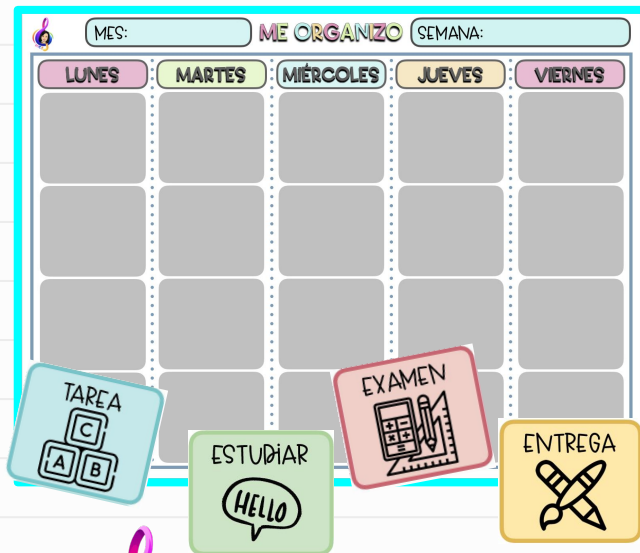 MES:
ME ORGANIZO
SEMANA:
LUNES
MARTES
MIÉRCOLES
JUEVES
VIERNES
TAREA
C
A B
ESTUDIAR
HELLO
EXAMEN
ENTREGA